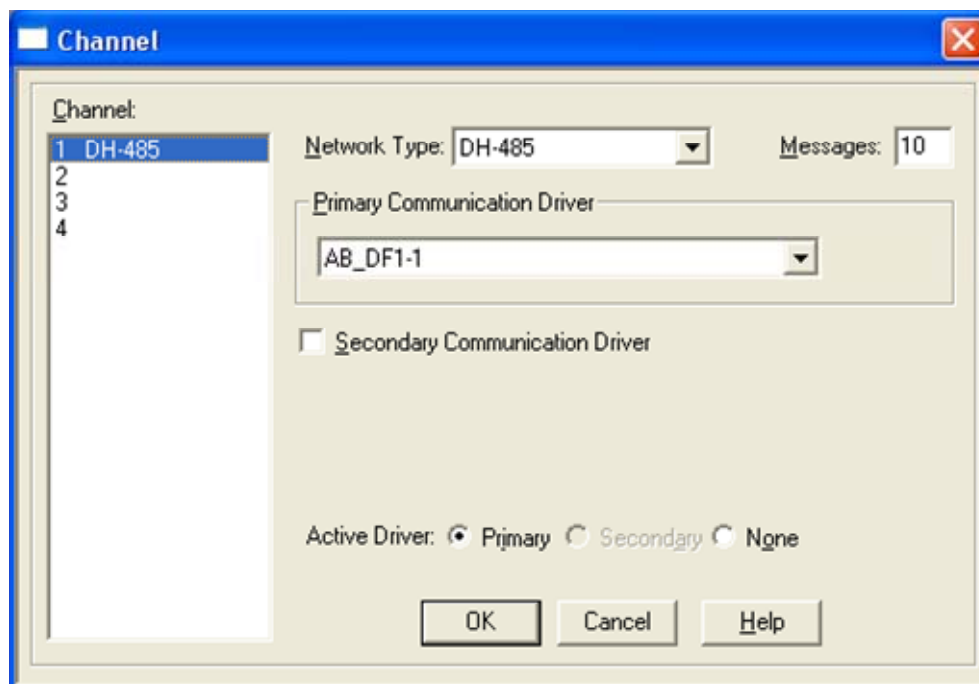 Channel
Channel:
1 DH-485
2
3
4
Network Type: DH-485 Messages: 10
Primary Communication Driver
AB_DF1-1
Secondary Communication Driver
Active Driver: Primary Secondary None
OK Cancel Help